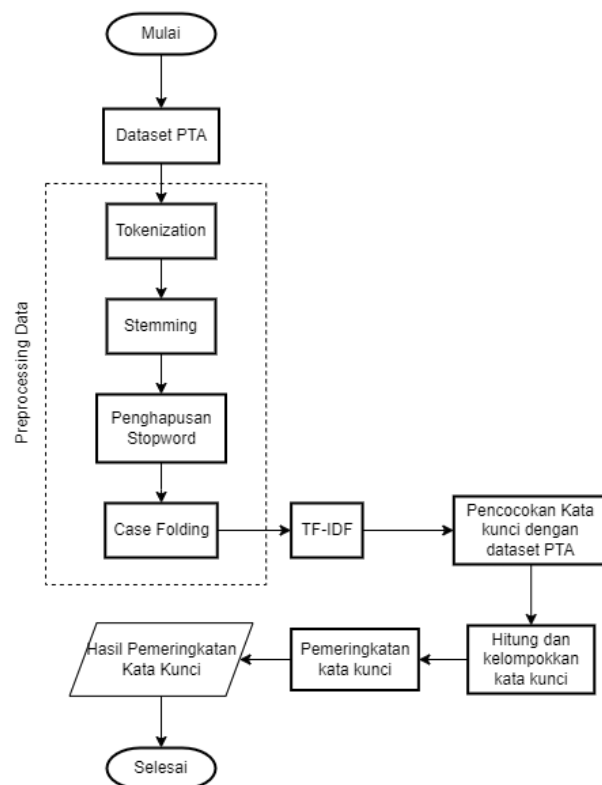 Mulai
Dataset PTA
Preprocessing Data
Tokenization
Stemming
Penghapusan
Stopword
Case Folding
TF-IDF
Pencocokan Kata
kunci dengan
dataset PTA
Hitung dan
kelompokkan
kata kunci
Pemeringkatan
kata kunci
Hasil Pemeringkatan
Kata Kunci
Selesai